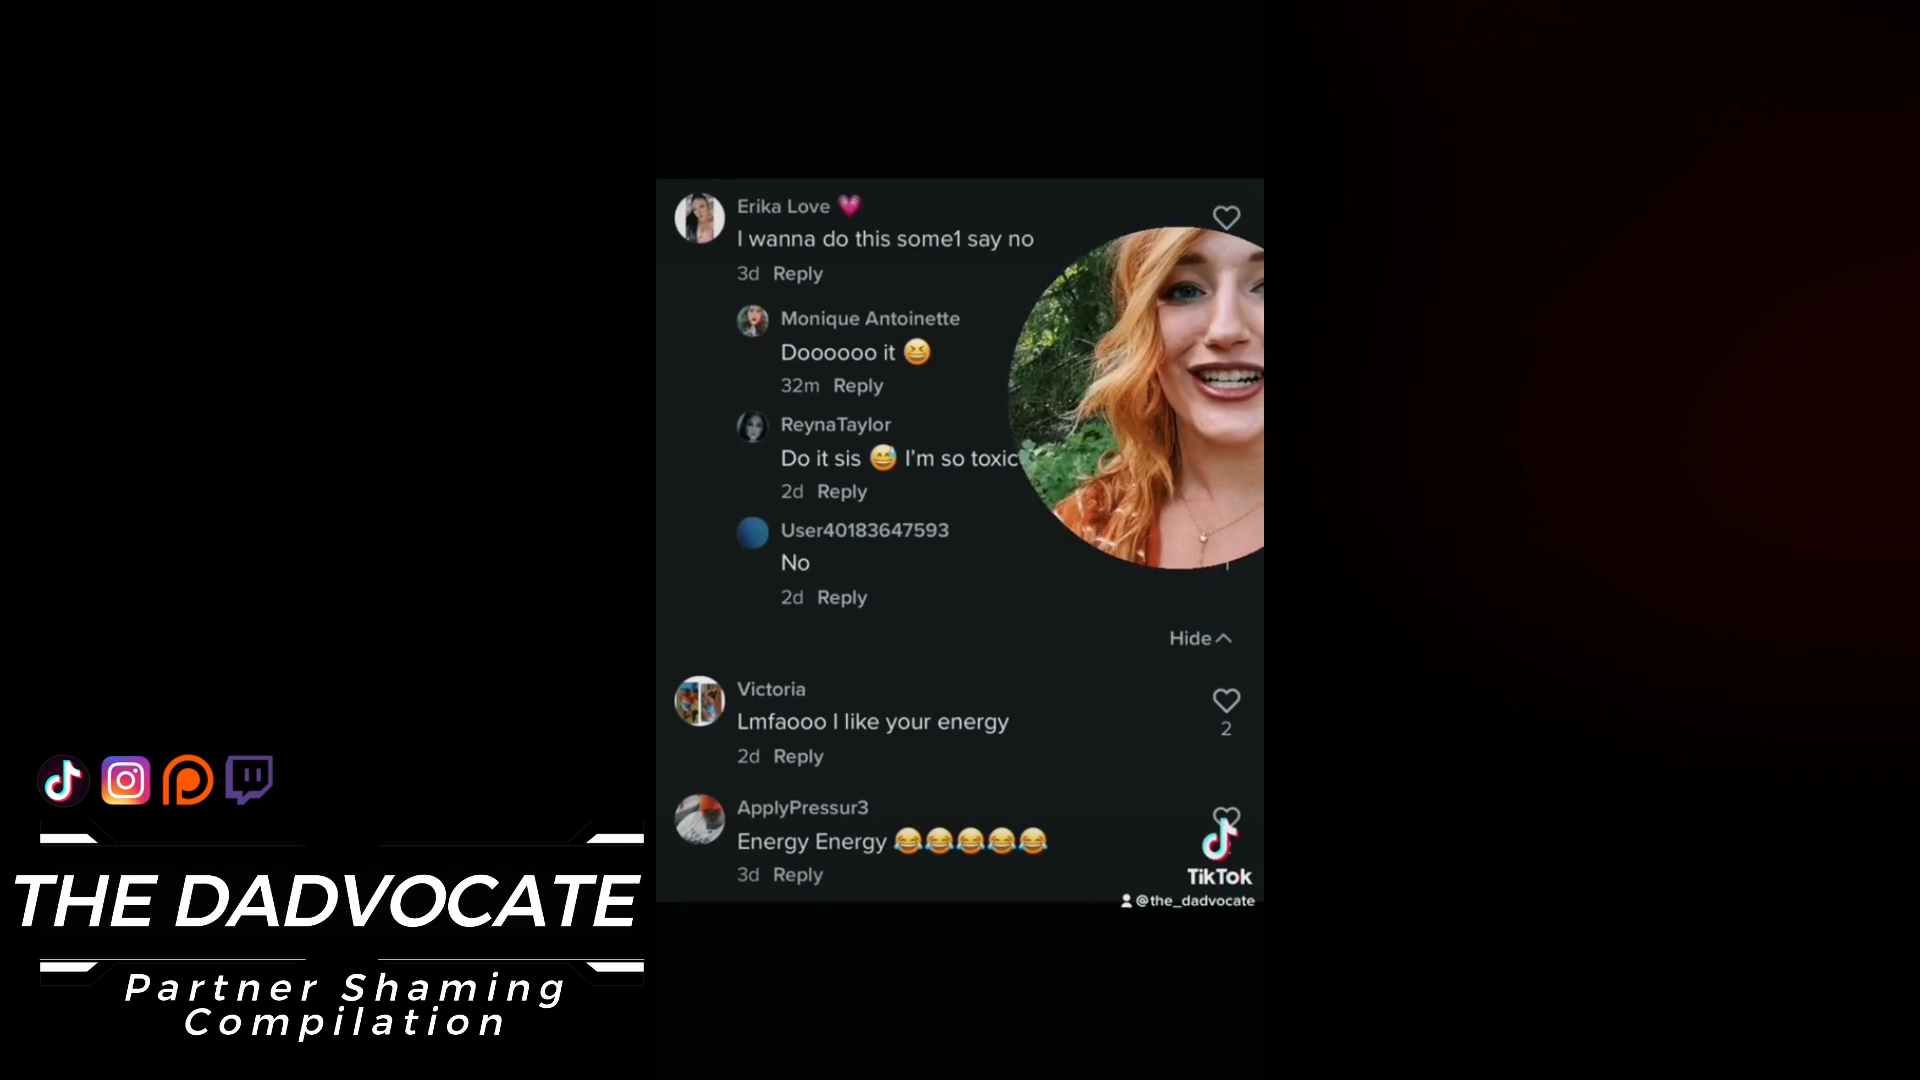 Erika Love 💗
I wanna do this some1 say no
3d Reply
Monique Antoinette
Doooooo it 😆
32m Reply
ReynaTaylor
Do it sis 😅 I'm so toxic
2d Reply
User40183647593
No
2d Reply
Hide
Victoria
Lmfaooo I like your energy
2
2d Reply
ApplyPressur3
Energy Energy 😂😂😂😂😂
3d Reply
TikTok
@the_dadvocate
THE DADVOCATE
Partner Shaming
Compilation